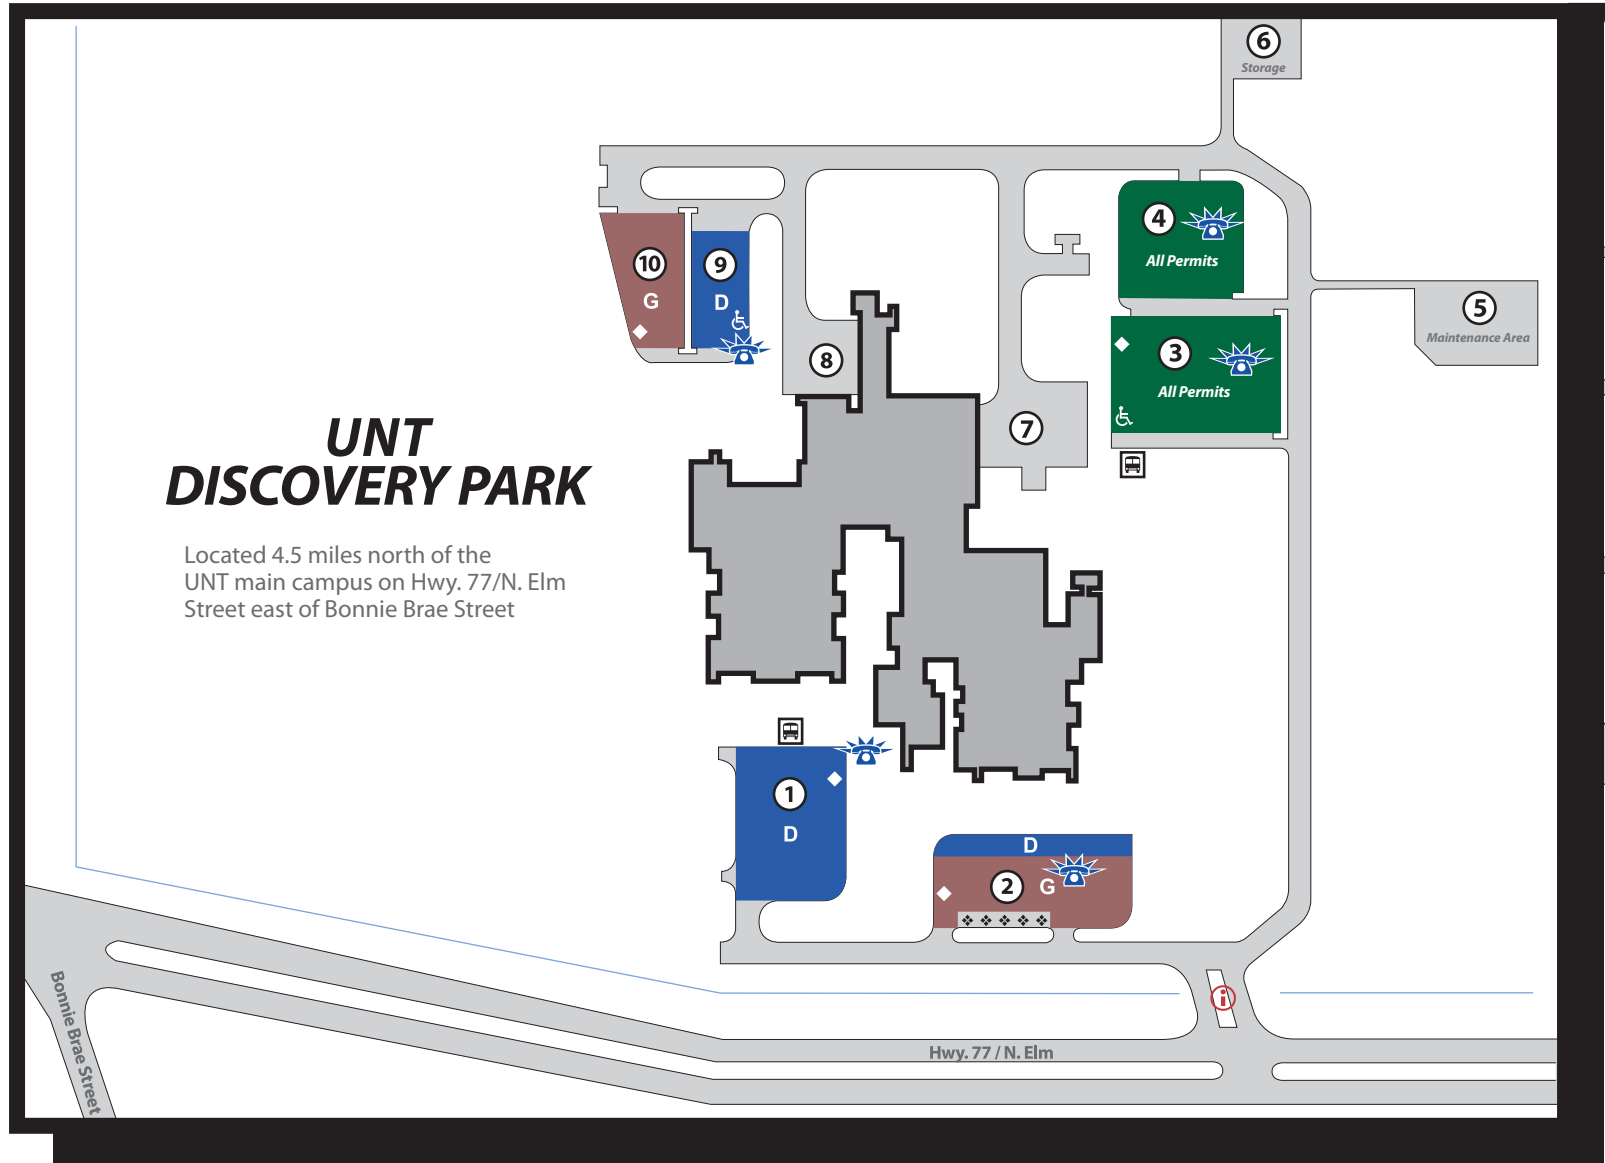 6
Storage
4
All Permits
10
G
9
D
5
Maintenance Area
8
3
All Permits
7
UNT
DISCOVERY PARK
Located 4.5 miles north of the
UNT main campus on Hwy. 77/N. Elm
Street east of Bonnie Brae Street
1
D
D
2
G
i
Bonnie Brae Street
Hwy. 77 / N. Elm